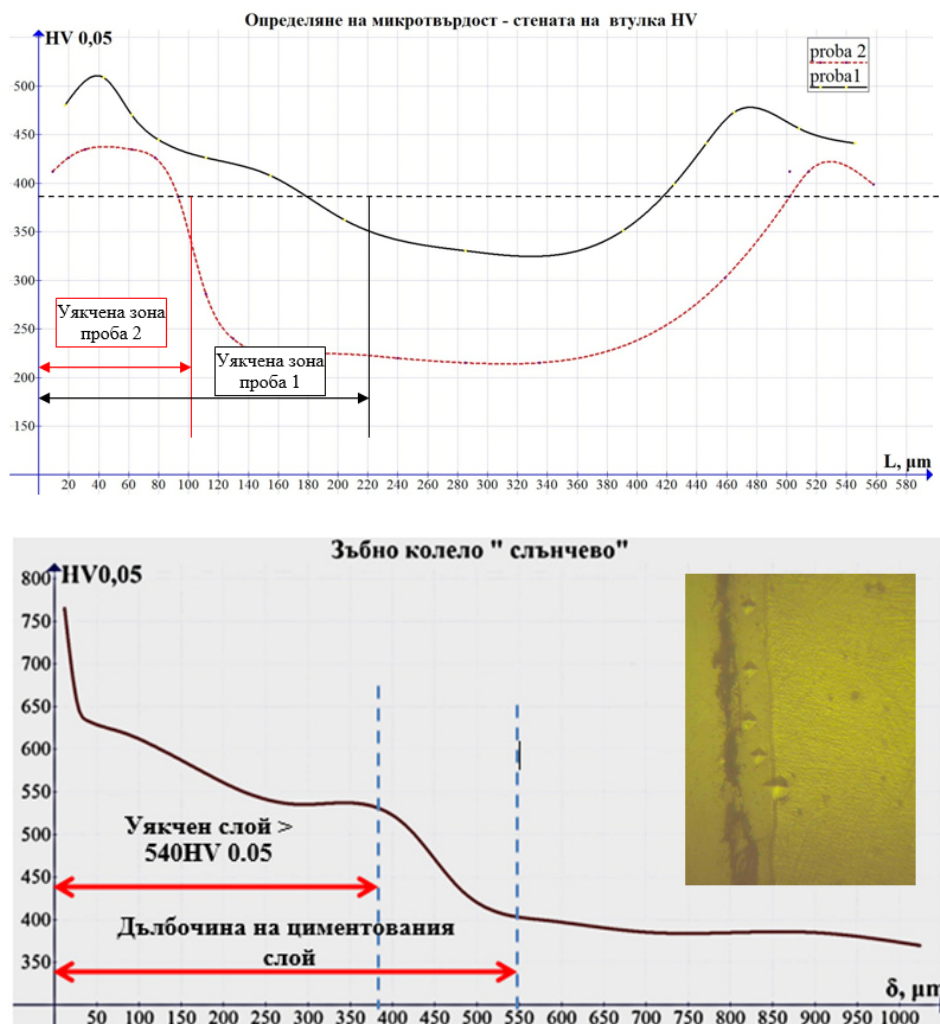 Определяне на микротвърдост - стената на втулка HV
HV 0,05
proba 2
proba1
500
450
400
350
300
250
200
150
Уякчена зона
проба 2
Уякчена зона
проба 1
L, μm
20 40 60 80 100 120 140 160 180 200 220 240 260 280 300 320 340 360 380 400 420 440 460 480 500 520 540 560 580
Зъбно колело " слънчево"
HV0,05
800
750
700
650
600
550
500
450
400
350
Уякчен слой >
540HV 0.05
Дълбочина на циментования
слой
δ, μm
50 100 150 200 250 300 350 400 450 500 550 600 650 700 750 800 850 900 950 1000